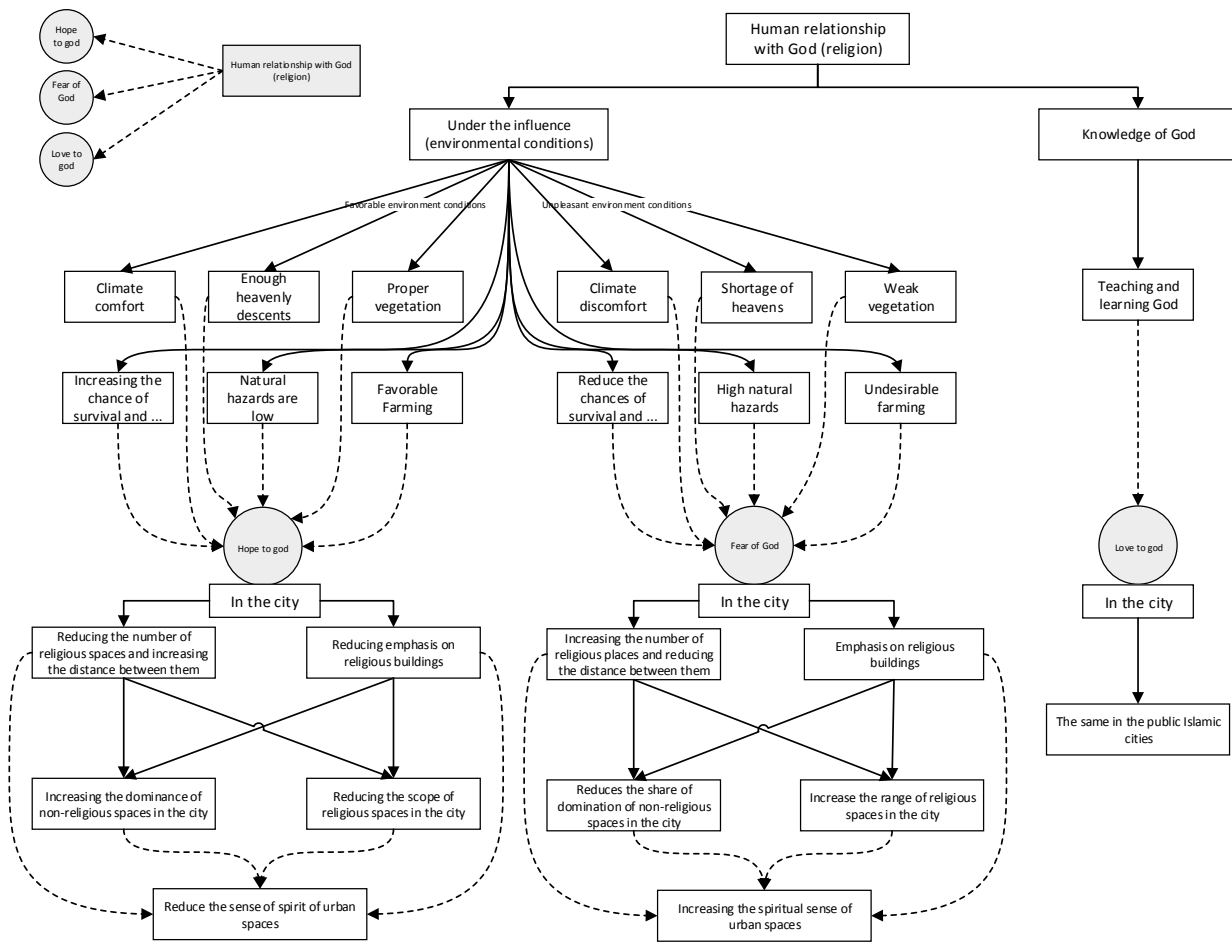 Hope
to god
Human relationship with God
(religion)
Fear of
God
Love to
god
Human relationship
with God (religion)
Under the influence
(environmental conditions)
Knowledge of God
Favorable environment conditions
Unpleasant environment conditions
Climate
comfort
Enough
heavenly
descents
Proper
vegetation
Climate
discomfort
Shortage of
heavens
Weak
vegetation
Teaching and
learning God
Increasing the
chance of
survival and ...
Natural
hazards are
low
Favorable
Farming
Reduce the
chances of
survival and ...
High natural
hazards
Undesirable
farming
Hope to god
Fear of God
Love to god
In the city
In the city
In the city
Reducing the number of
religious spaces and increasing
the distance between them
Reducing emphasis on
religious buildings
Increasing the number of
religious places and reducing
the distance between them
Emphasis on religious
buildings
The same in the public Islamic
cities
Increasing the dominance of
non-religious spaces in the city
Reducing the scope of
religious spaces in the city
Reduces the share of
domination of non-religious
spaces in the city
Increase the range of religious
spaces in the city
Reduce the sense of spirit of urban
spaces
Increasing the spiritual sense of
urban spaces